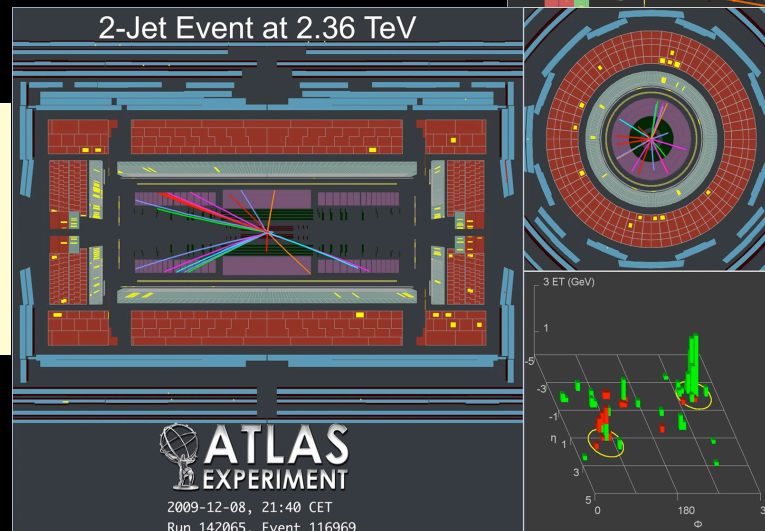 2-Jet Event at 2.36 TeV
3 ET (GeV)
1
-5
-3
-1
η 1
3
5
0 180 3
Φ
ATLAS
EXPERIMENT
2009-12-08, 21:40 CET
Run 142065, Event 116969